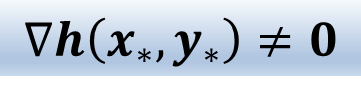 ∇h(x∗, y∗) ≠ 0